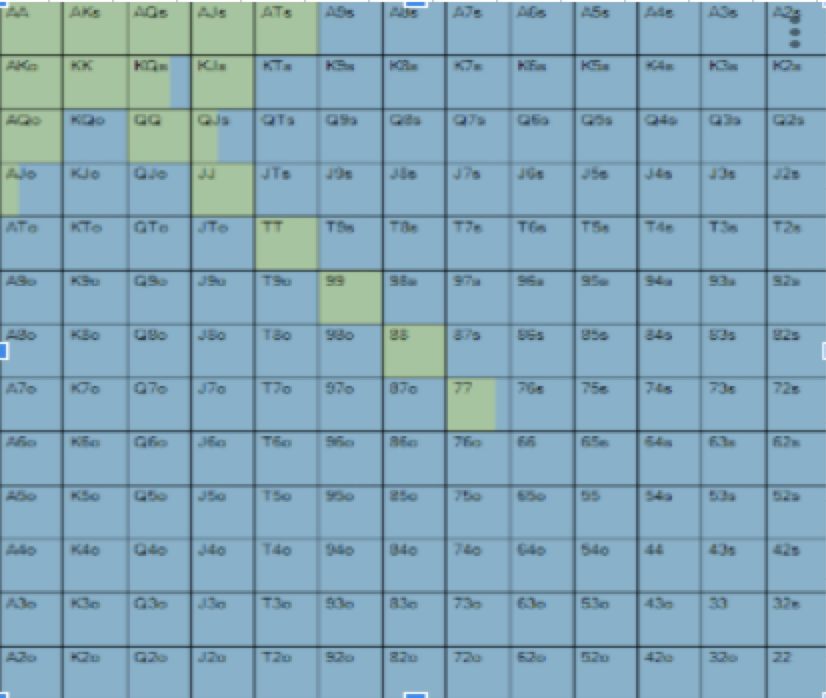 AA AKs AQs AJs ATs A9s A8s A7s A6s A5s A4s A3s A2s
AKo KK KQs KJs KTs K9s K8s K7s K6s K5s K4s K3s K2s
AQo KQo QQ QJs QTs Q9s Q8s Q7s Q6s Q5s Q4s Q3s Q2s
AJo KJo QJo JJ JTs J9s J8s J7s J6s J5s J4s J3s J2s
ATo KTo QTo JTo TT T9s T8s T7s T6s T5s T4s T3s T2s
A9o K9o Q9o J9o T9o 99 98s 97s 96s 95s 94s 93s 92s
A8o K8o Q8o J8o T8o 98o 88 87s 86s 85s 84s 83s 82s
A7o K7o Q7o J7o T7o 97o 87o 77 76s 75s 74s 73s 72s
A6o K6o Q6o J6o T6o 96o 86o 76o 66 65s 64s 63s 62s
A5o K5o Q5o J5o T5o 95o 85o 75o 65o 55 54s 53s 52s
A4o K4o Q4o J4o T4o 94o 84o 74o 64o 54o 44 43s 42s
A3o K3o Q3o J3o T3o 93o 83o 73o 63o 53o 43o 33 32s
A2o K2o Q2o J2o T2o 92o 82o 72o 62o 52o 42o 32o 22